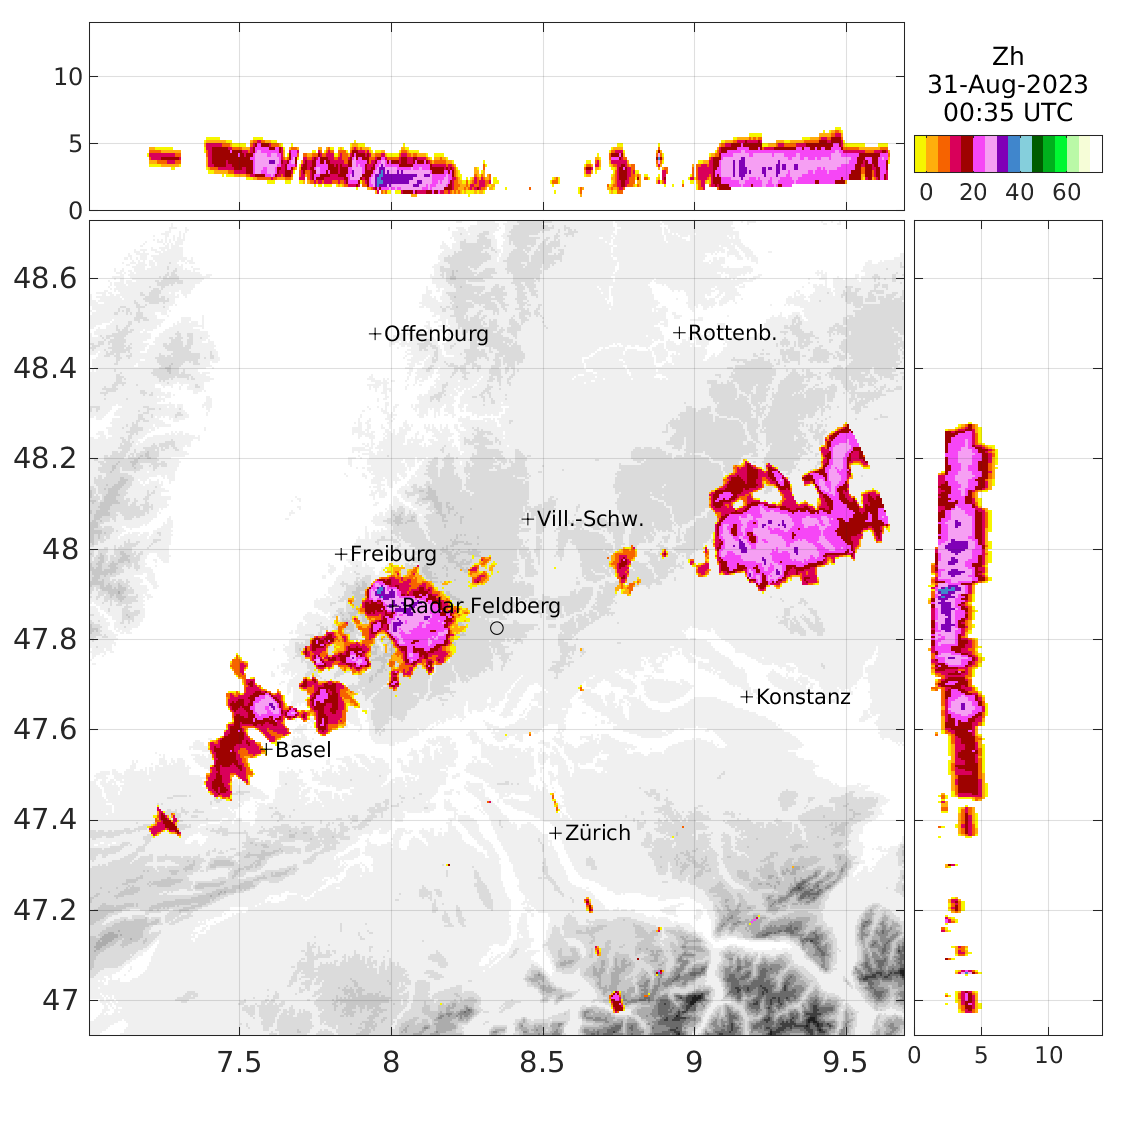 10
5
0
Zh
31-Aug-2023
00:35 UTC
0 20 40 60
48.6
48.4
48.2
48
47.8
47.6
47.4
47.2
47
Offenburg
Rottenb.
Vill.-Schw.
Freiburg
Radar Feldberg
Konstanz
Basel
Zürich
7.5 8 8.5 9 9.5
0 5 10